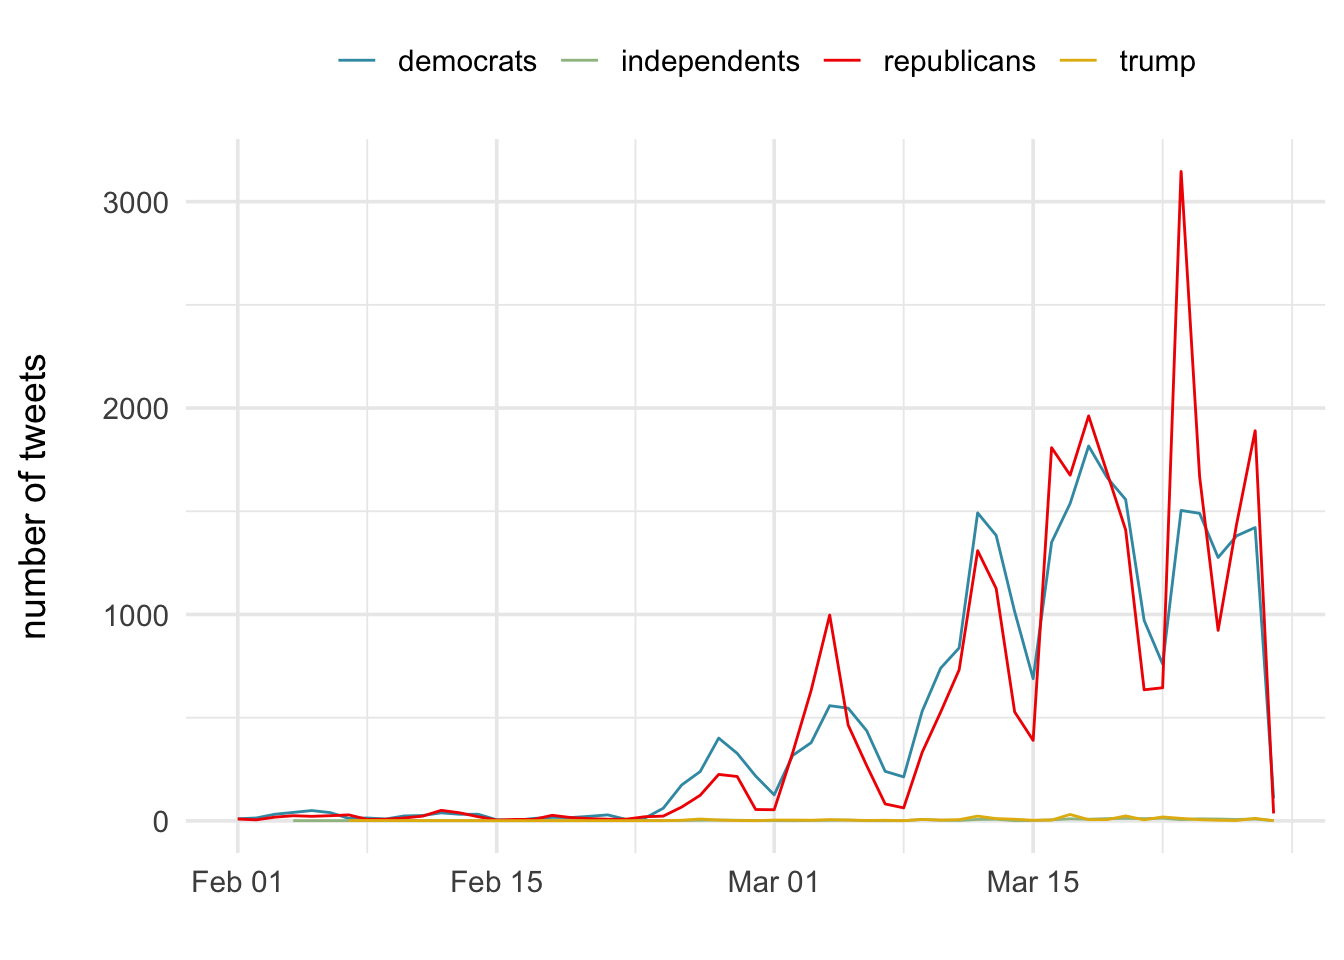 democrats independents republicans trump
3000
2000
1000
0
number of tweets
Feb 01 Feb 15 Mar 01 Mar 15